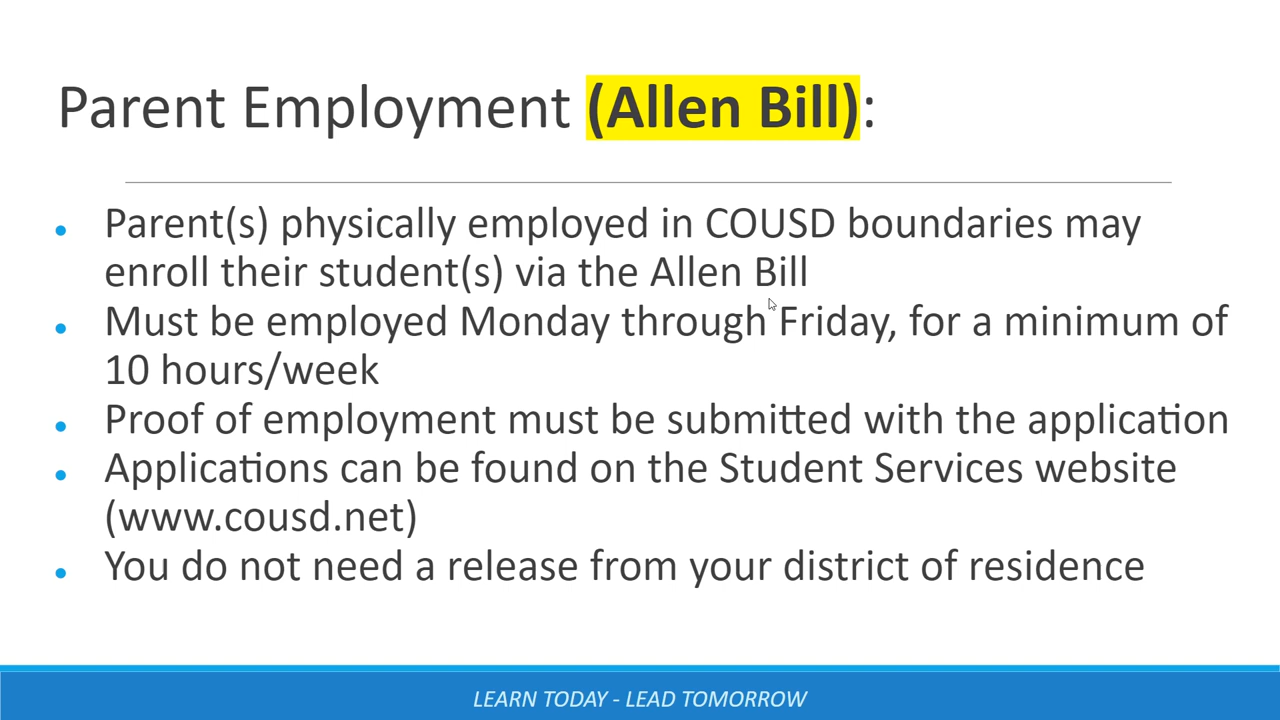 Parent Employment (Allen Bill):
Parent(s) physically employed in COUSD boundaries may
enroll their student(s) via the Allen Bill
Must be employed Monday through Friday, for a minimum of
10 hours/week
Proof of employment must be submitted with the application
Applications can be found on the Student Services website
(www.cousd.net)
You do not need a release from your district of residence
LEARN TODAY - LEAD TOMORROW